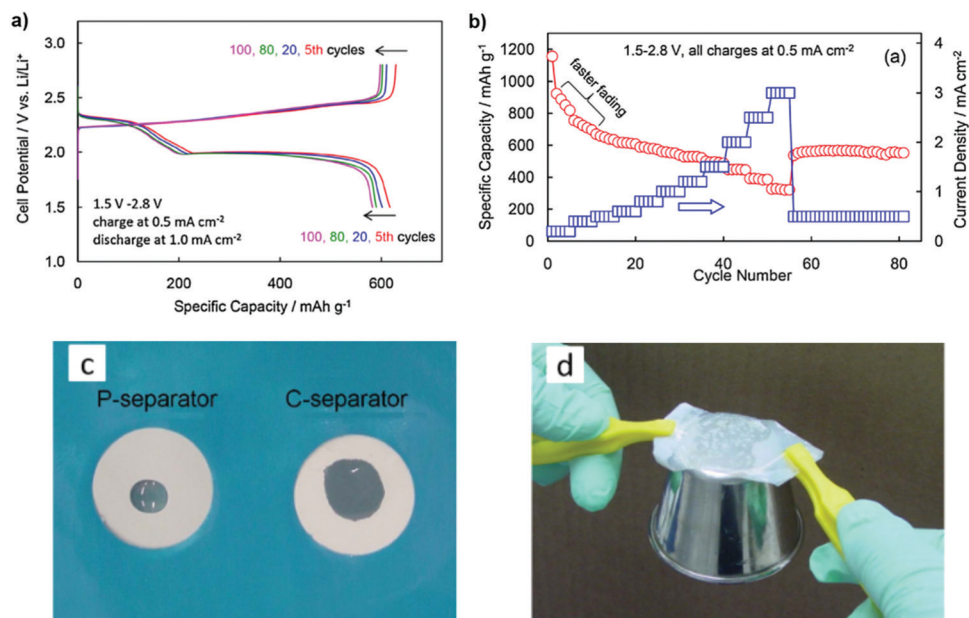 a)
Cell Potential / V vs. Li/Li⁺
3.0
2.5
2.0
1.5
1.0
100, 80, 20, 5th cycles
1.5 V -2.8 V
charge at 0.5 mA cm⁻²
discharge at 1.0 mA cm⁻²
100, 80, 20, 5th cycles
0 200 400 600
Specific Capacity / mAh g⁻¹
b)
Specific Capacity / mAh g⁻¹
1200
1000
800
600
400
200
0
1.5-2.8 V, all charges at 0.5 mA cm⁻²
(a)
faster fading
4
3
2
1
0
Current Density / mA cm⁻²
0 20 40 60 80
Cycle Number
c
P-separator C-separator
d